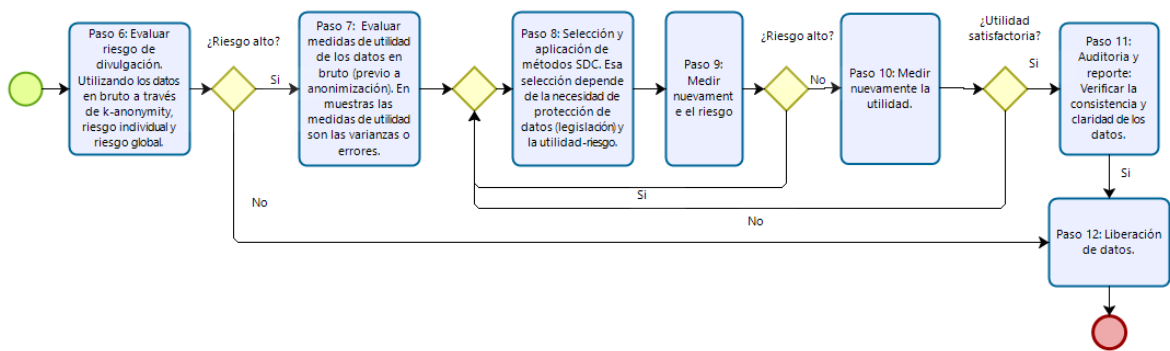 Paso 6: Evaluar
riesgo de
divulgación.
Utilizando los datos
en bruto a través
de k-anonymity,
riesgo individual y
riesgo global.
¿Riesgo alto?
Si
No
Paso 7: Evaluar
medidas de utilidad
de los datos en
bruto (previo a
anonimización). En
muestras las
medidas de utilidad
son las varianzas o
errores.
Paso 8: Selección y
aplicación de
métodos SDC. Esa
selección depende
de la necesidad de
protección de
datos (legislación) y
la utilidad-riesgo.
Paso 9: Medir
nuevament
e el riesgo
¿Riesgo alto?
No
Si
Paso 10: Medir
nuevamente la
utilidad.
¿Utilidad
satisfactoria?
Si
No
Paso 11:
Auditoria y
reporte:
Verificar la
consistencia y
claridad de los
datos.
Si
Paso 12: Liberación
de datos.